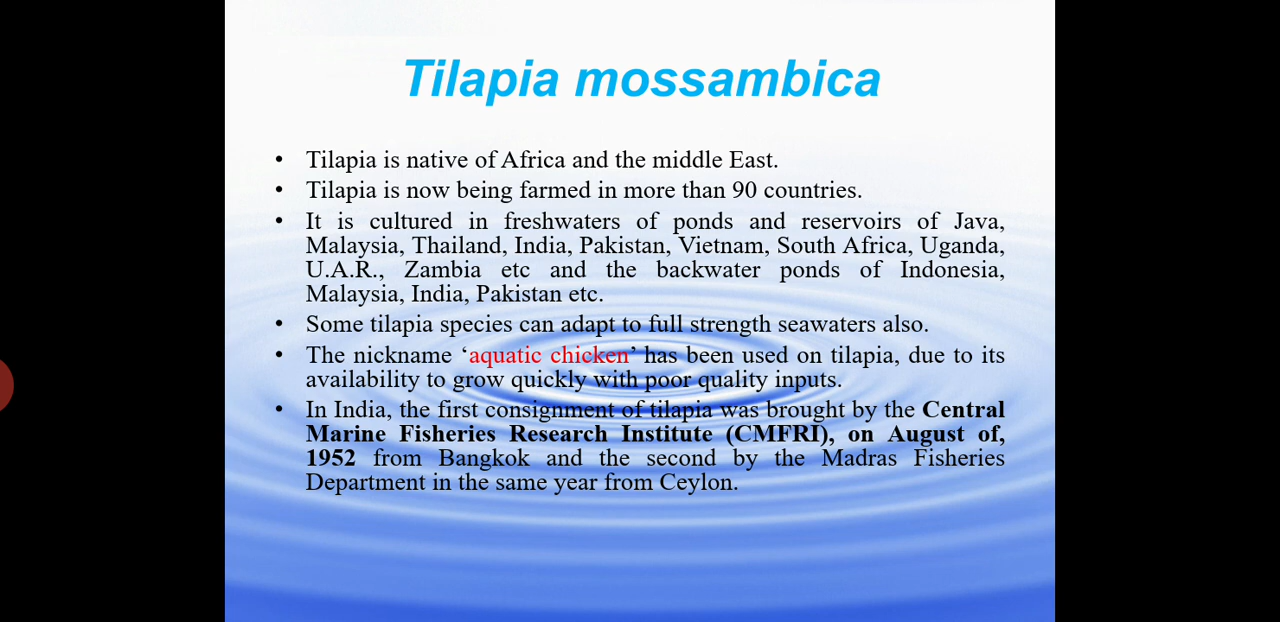 Tilapia mossambica
• Tilapia is native of Africa and the middle East.
• Tilapia is now being farmed in more than 90 countries.
• It is cultured in freshwaters of ponds and reservoirs of Java,
Malaysia, Thailand, India, Pakistan, Vietnam, South Africa, Uganda,
U.A.R., Zambia etc and the backwater ponds of Indonesia,
Malaysia, India, Pakistan etc.
• Some tilapia species can adapt to full strength seawaters also.
• The nickname ‘aquatic chicken’ has been used on tilapia, due to its
availability to grow quickly with poor quality inputs.
• In India, the first consignment of tilapia was brought by the Central
Marine Fisheries Research Institute (CMFRI), on August of,
1952 from Bangkok and the second by the Madras Fisheries
Department in the same year from Ceylon.